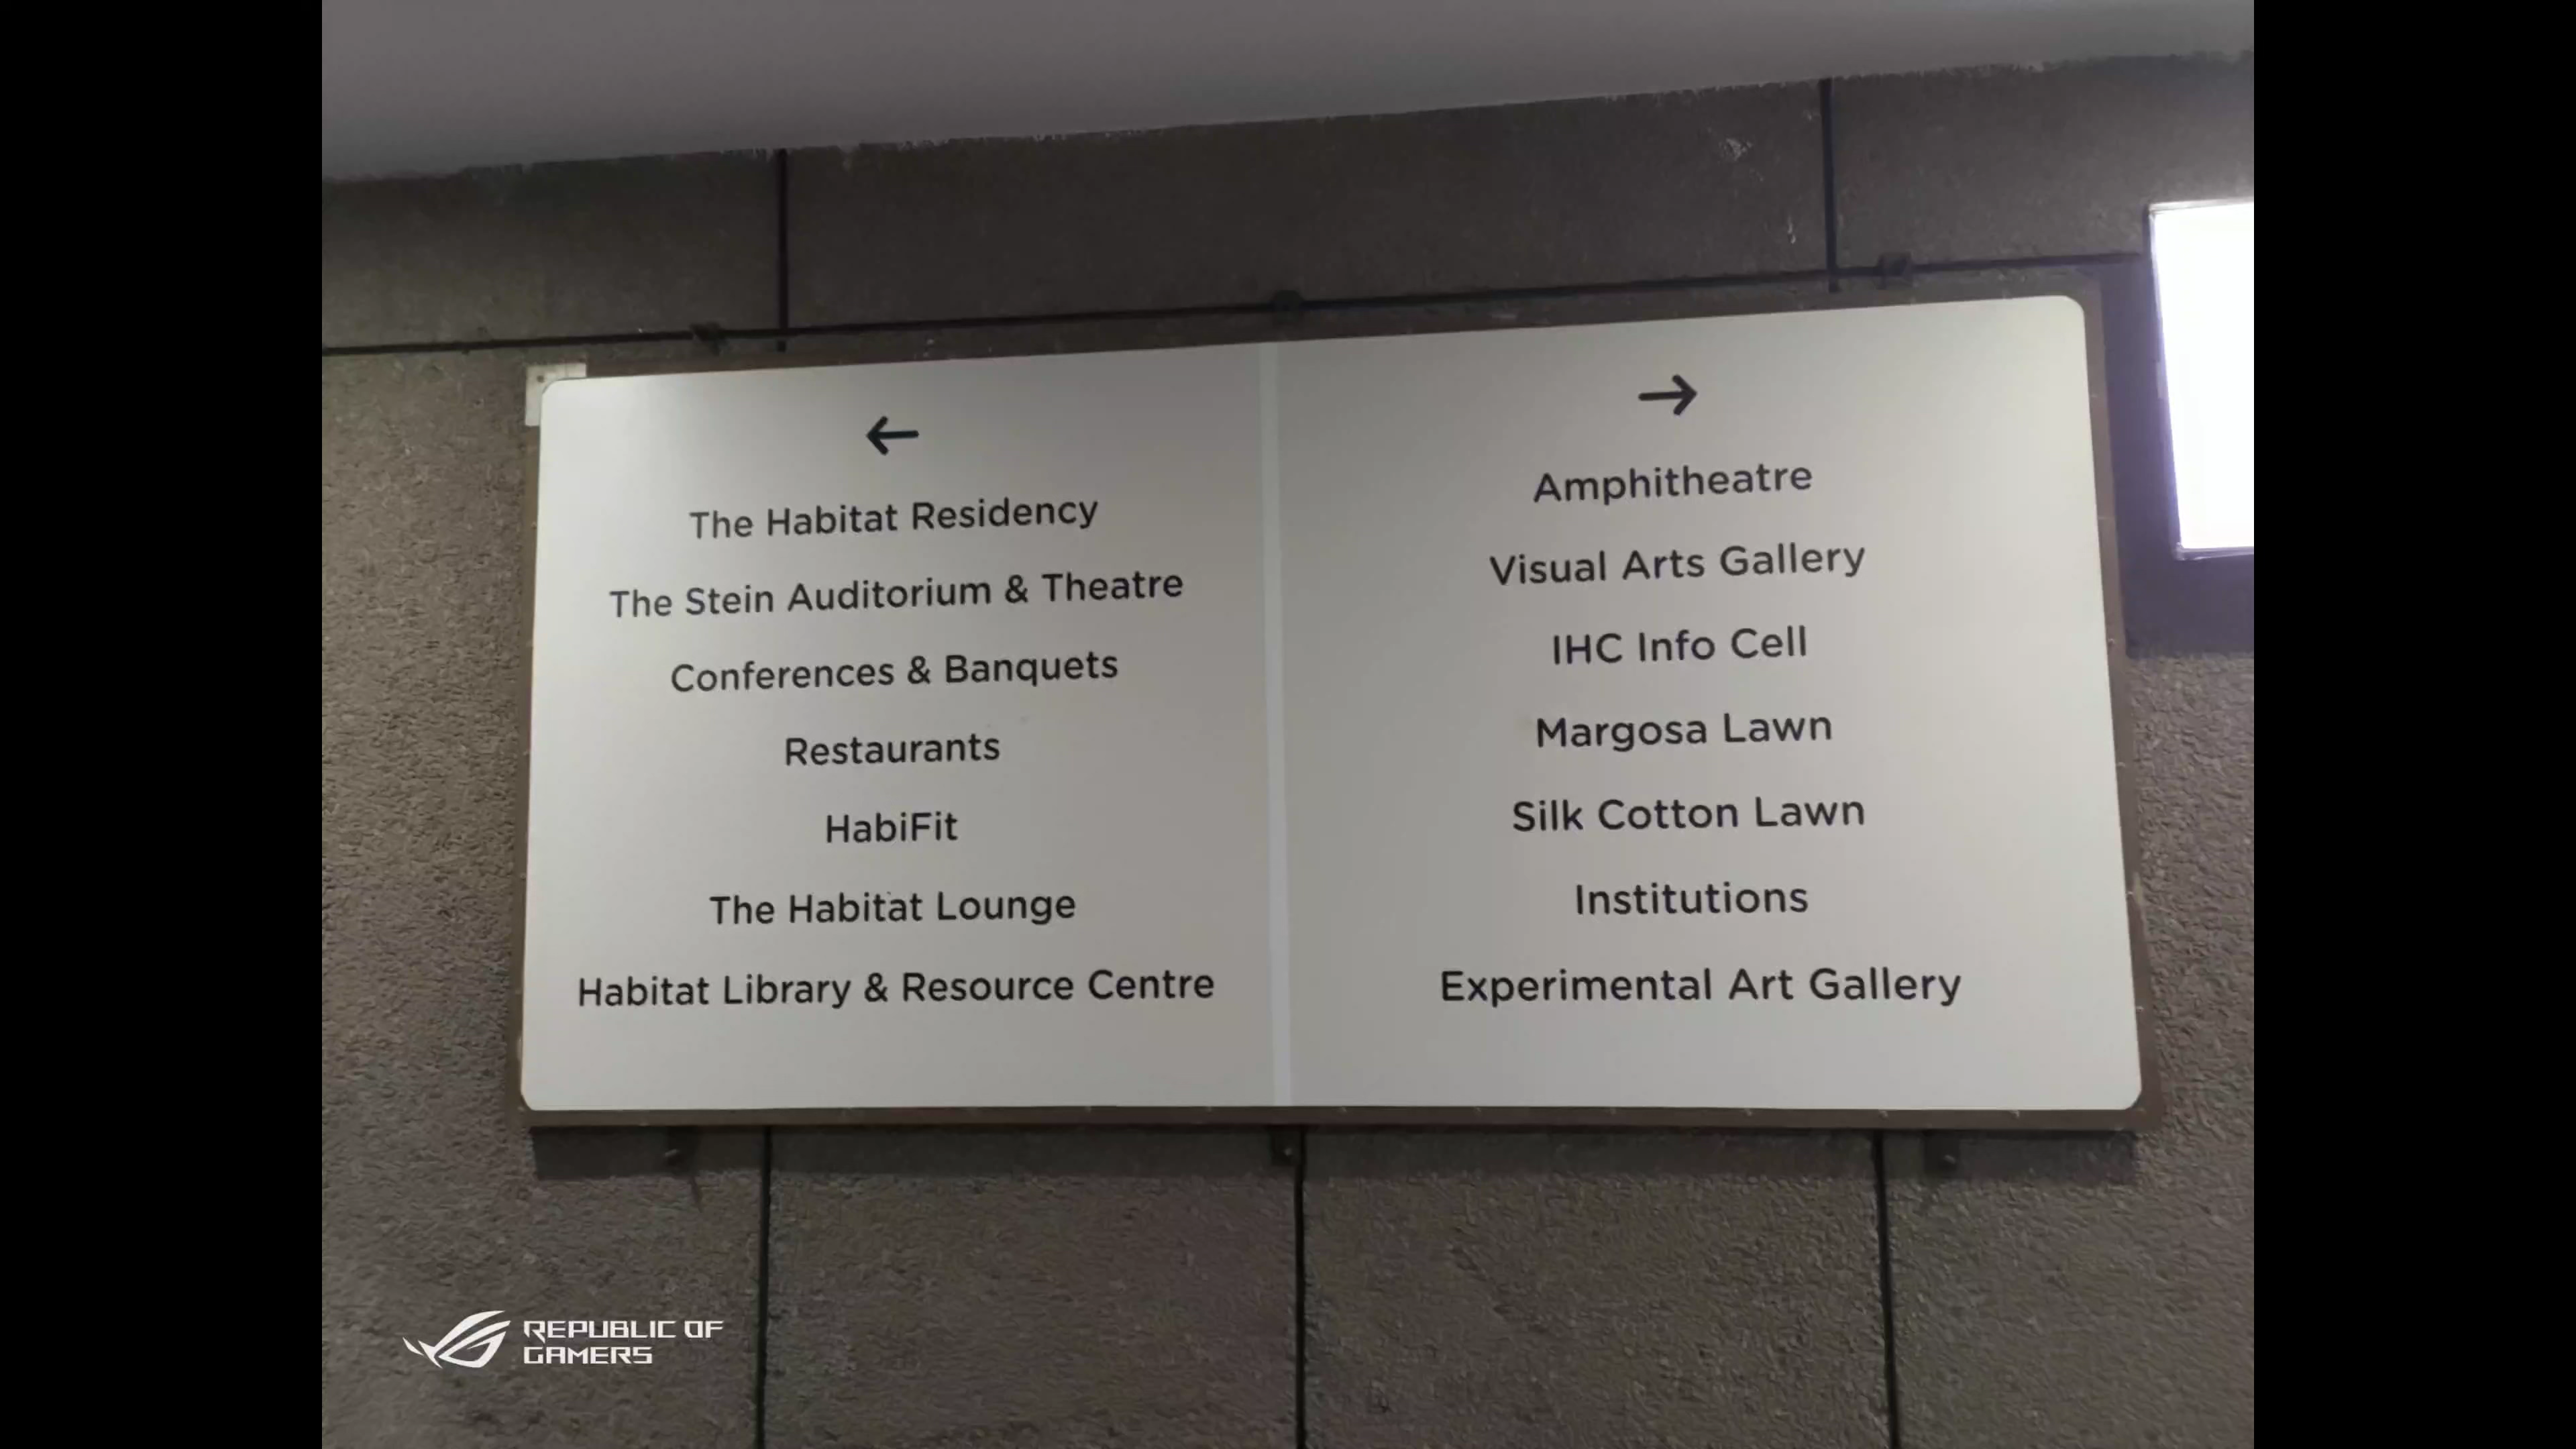 ←
The Habitat Residency
The Stein Auditorium & Theatre
Conferences & Banquets
Restaurants
HabiFit
The Habitat Lounge
Habitat Library & Resource Centre
→
Amphitheatre
Visual Arts Gallery
IHC Info Cell
Margosa Lawn
Silk Cotton Lawn
Institutions
Experimental Art Gallery
REPUBLIC OF
GAMERS